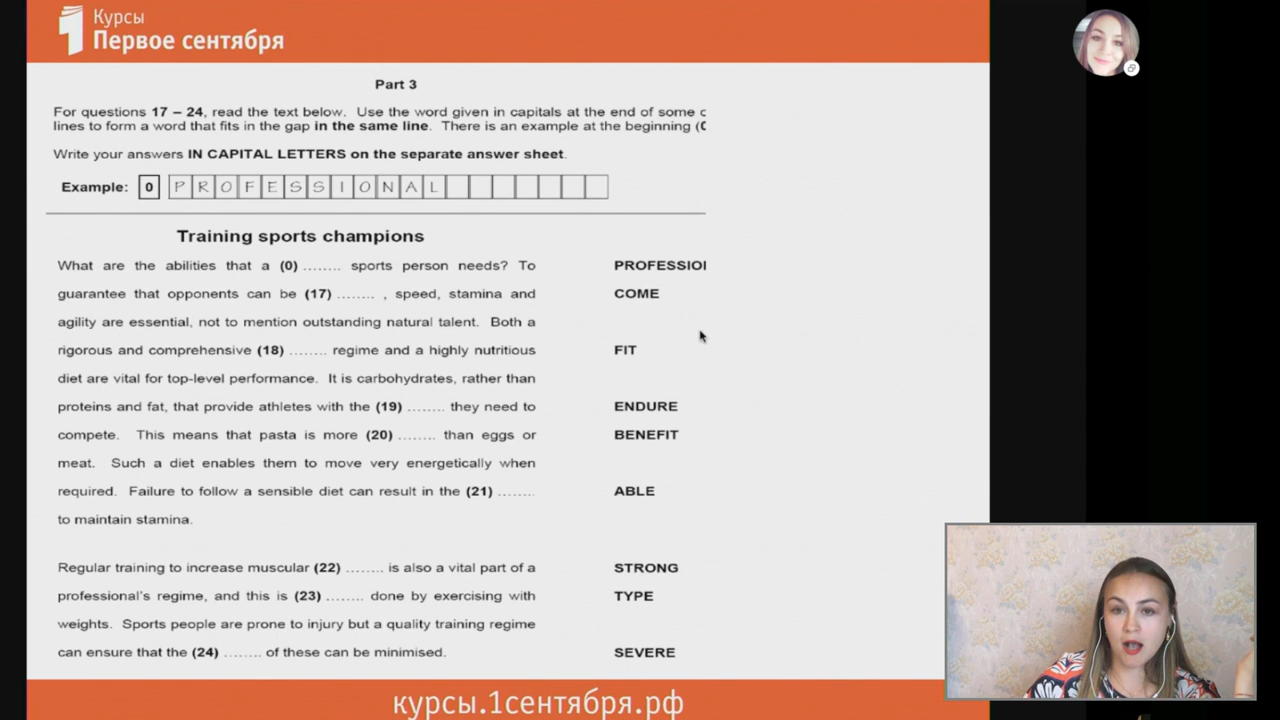 Курсы
Первое сентября
Part 3
For questions 17 – 24, read the text below. Use the word given in capitals at the end of some
lines to form a word that fits in the gap in the same line. There is an example at the beginning
Write your answers IN CAPITAL LETTERS on the separate answer sheet.
Example: 0 PROFESSIONAL
Training sports champions
What are the abilities that a (0) ........ sports person needs? To PROFESSIO
guarantee that opponents can be (17) ........ , speed, stamina and COME
agility are essential, not to mention outstanding natural talent. Both a
rigorous and comprehensive (18) ........ regime and a highly nutritious FIT
diet are vital for top-level performance. It is carbohydrates, rather than
proteins and fat, that provide athletes with the (19) ........ they need to ENDURE
compete. This means that pasta is more (20) ........ than eggs or BENEFIT
meat. Such a diet enables them to move very energetically when
required. Failure to follow a sensible diet can result in the (21) ........ ABLE
to maintain stamina.
Regular training to increase muscular (22) ........ is also a vital part of a STRONG
professional's regime, and this is (23) ........ done by exercising with TYPE
weights. Sports people are prone to injury but a quality training regime
can ensure that the (24) ........ of these can be minimised. SEVERE
курсы.1сентября.рф